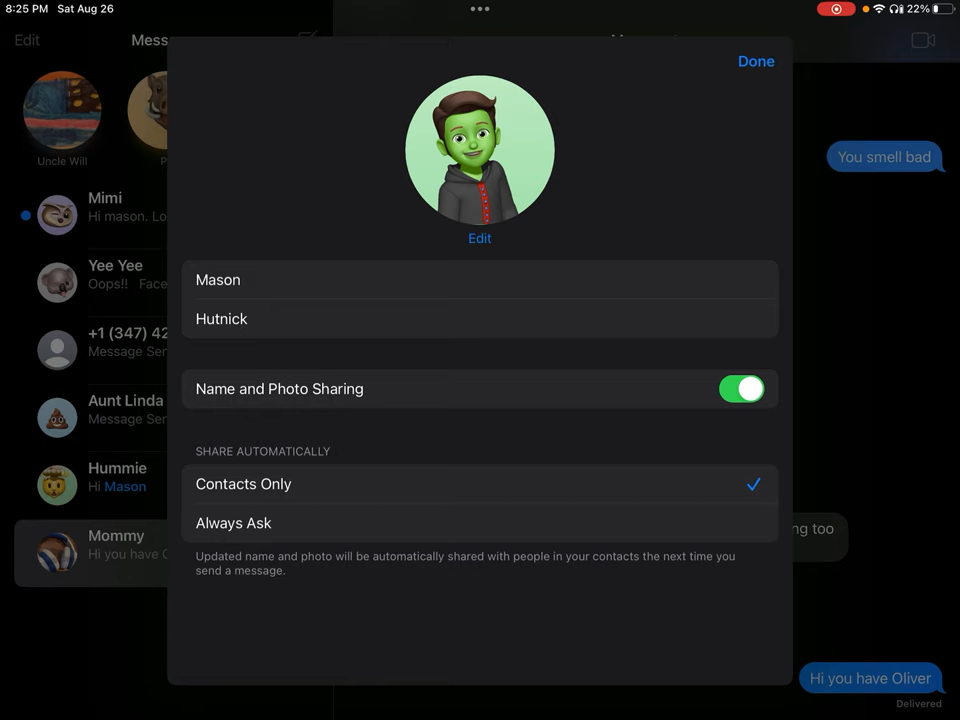 8:25 PM Sat Aug 26
22%
Edit
Mess
Uncle Will
P
Mimi
Hi mason. Lo
Yee Yee
Oops!! Face
+1 (347) 42
Message Ser
Aunt Linda
Message Ser
Hummie
Hi Mason
Mommy
Hi you have O
Done
Edit
Mason
Hutnick
Name and Photo Sharing
SHARE AUTOMATICALLY
Contacts Only
Always Ask
Updated name and photo will be automatically shared with people in your contacts the next time you
send a message.
You smell bad
ng too
Hi you have Oliver
Delivered